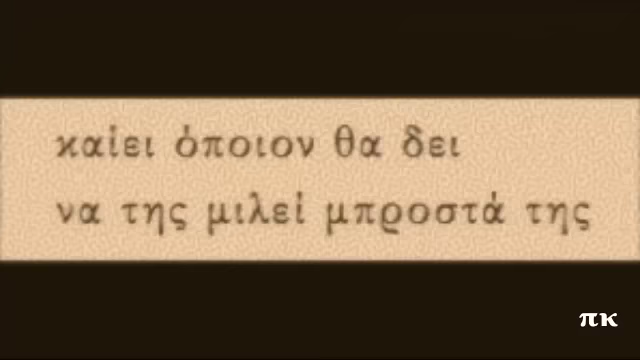 καίει όποιον θα δει
να της μιλεί μπροστά της
πκ